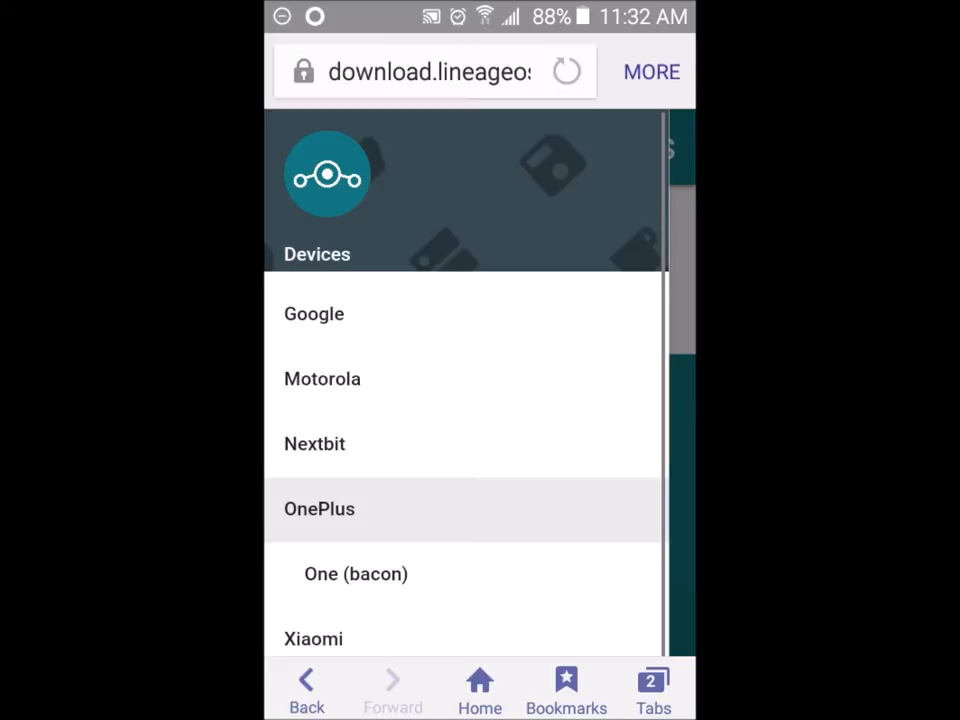 88% 11:32 AM
download.lineageos
MORE
Devices
Google
Motorola
Nextbit
OnePlus
One (bacon)
Xiaomi
2
Back Forward Home Bookmarks Tabs